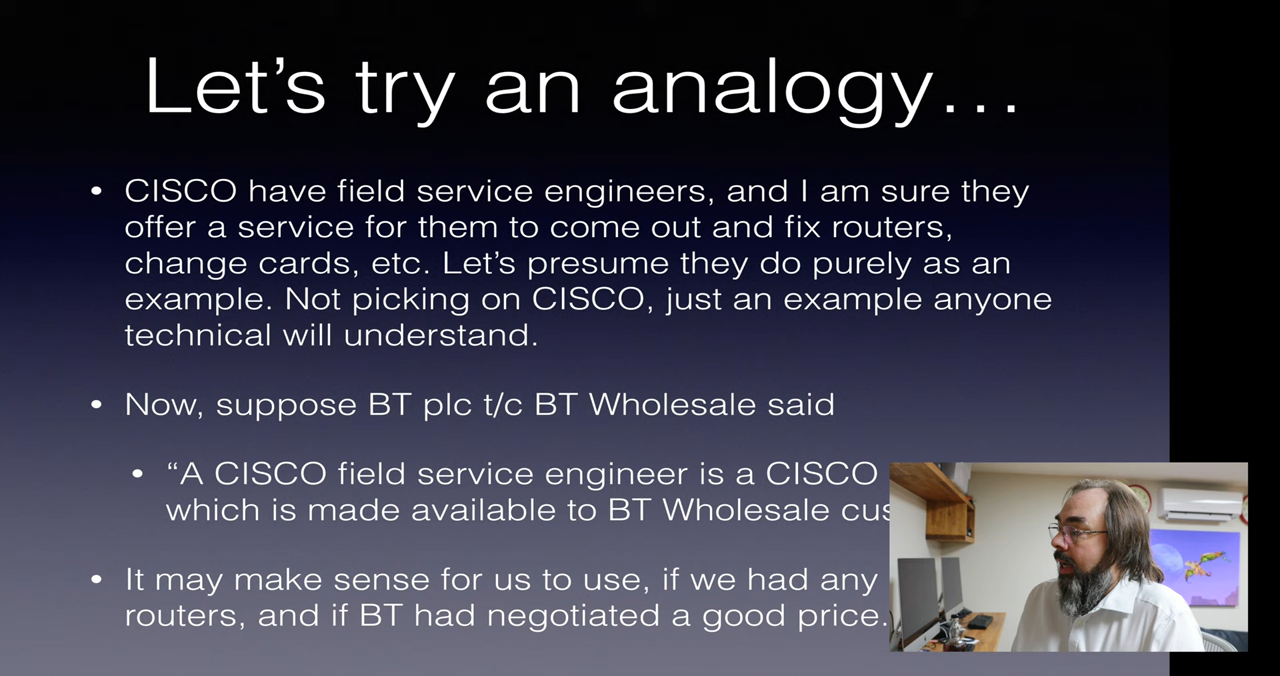 Let’s try an analogy…
• CISCO have field service engineers, and I am sure they
offer a service for them to come out and fix routers,
change cards, etc. Let’s presume they do purely as an
example. Not picking on CISCO, just an example anyone
technical will understand.
• Now, suppose BT plc t/c BT Wholesale said
• “A CISCO field service engineer is a CISCO
which is made available to BT Wholesale cus
• It may make sense for us to use, if we had any
routers, and if BT had negotiated a good price.